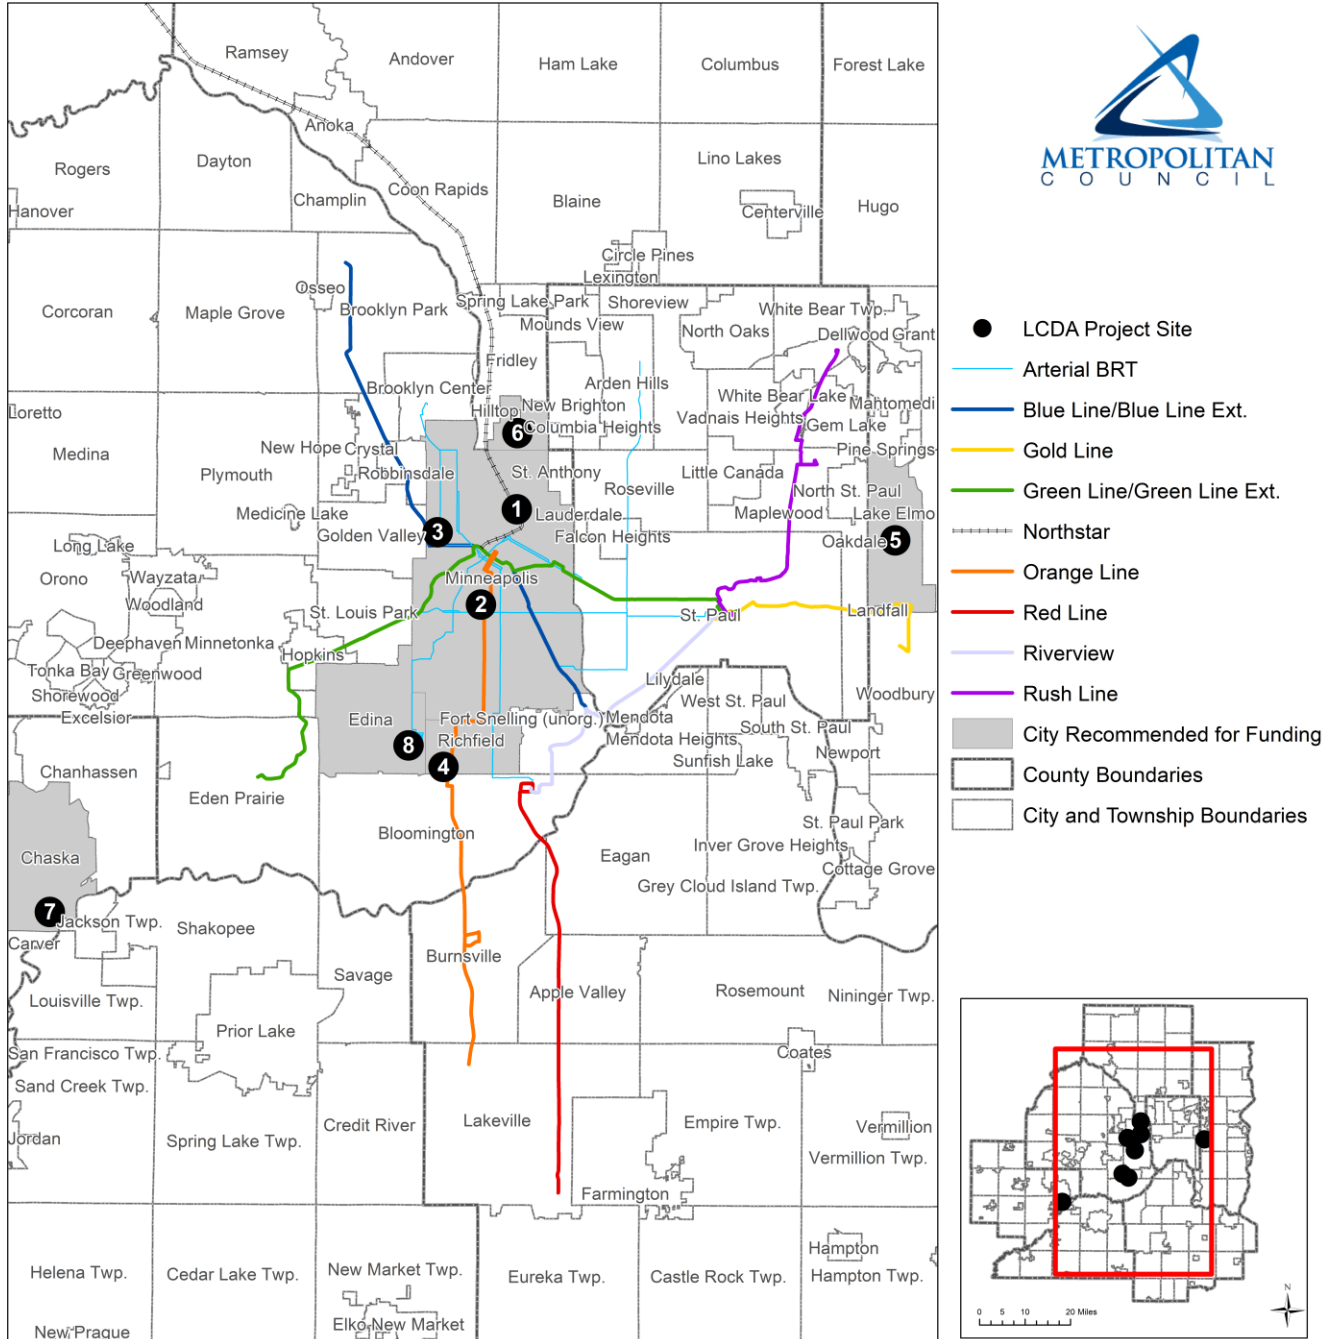 Ramsey
Andover
Ham Lake
Columbus
Forest Lake
Anoka
Rogers
Dayton
Lino Lakes
Champlin
Coon Rapids
Blaine
Hanover
Centerville
Hugo
Circle Pines
Lexington
Osseo
Spring Lake Park
Shoreview
White Bear Twp.
Corcoran
Maple Grove
Brooklyn Park
Mounds View
North Oaks
Dellwood
Grant
Fridley
Brooklyn Center
Arden Hills
White Bear Lake
Mahtomedi
Loretto
Hilltop
New Brighton
Vadnais Heights
Gem Lake
6
Columbia Heights
Medina
New Hope
Crystal
Pine Springs
Plymouth
Robbinsdale
St. Anthony
Little Canada
Roseville
North St. Paul
Medicine Lake
1
Lauderdale
Maplewood
Lake Elmo
Golden Valley
3
Falcon Heights
Oakdale
5
Long Lake
Orono
Wayzata
Minneapolis
Woodland
2
St. Louis Park
St. Paul
Landfall
Deephaven
Minnetonka
Hopkins
Tonka Bay
Greenwood
Lilydale
Shorewood
West St. Paul
Woodbury
Excelsior
Edina
Fort Snelling (unorg.)
Mendota
South St. Paul
8
Richfield
Mendota Heights
Newport
4
Sunfish Lake
Chanhassen
Eden Prairie
St. Paul Park
Bloomington
Inver Grove Heights
Chaska
Eagan
Cottage Grove
Grey Cloud Island Twp.
7
Jackson Twp.
Shakopee
Carver
Burnsville
Savage
Louisville Twp.
Apple Valley
Rosemount
Nininger Twp.
Prior Lake
San Francisco Twp.
Coates
Sand Creek Twp.
Jordan
Spring Lake Twp.
Credit River
Lakeville
Empire Twp.
Vermillion
Vermillion Twp.
Farmington
Hampton
Helena Twp.
Cedar Lake Twp.
New Market Twp.
Eureka Twp.
Castle Rock Twp.
Hampton Twp.
New Prague
Elko New Market
METROPOLITAN
COUNCIL
LCDA Project Site
Arterial BRT
Blue Line/Blue Line Ext.
Gold Line
Green Line/Green Line Ext.
Northstar
Orange Line
Red Line
Riverview
Rush Line
City Recommended for Funding
County Boundaries
City and Township Boundaries
N
0 5 10 20 Miles